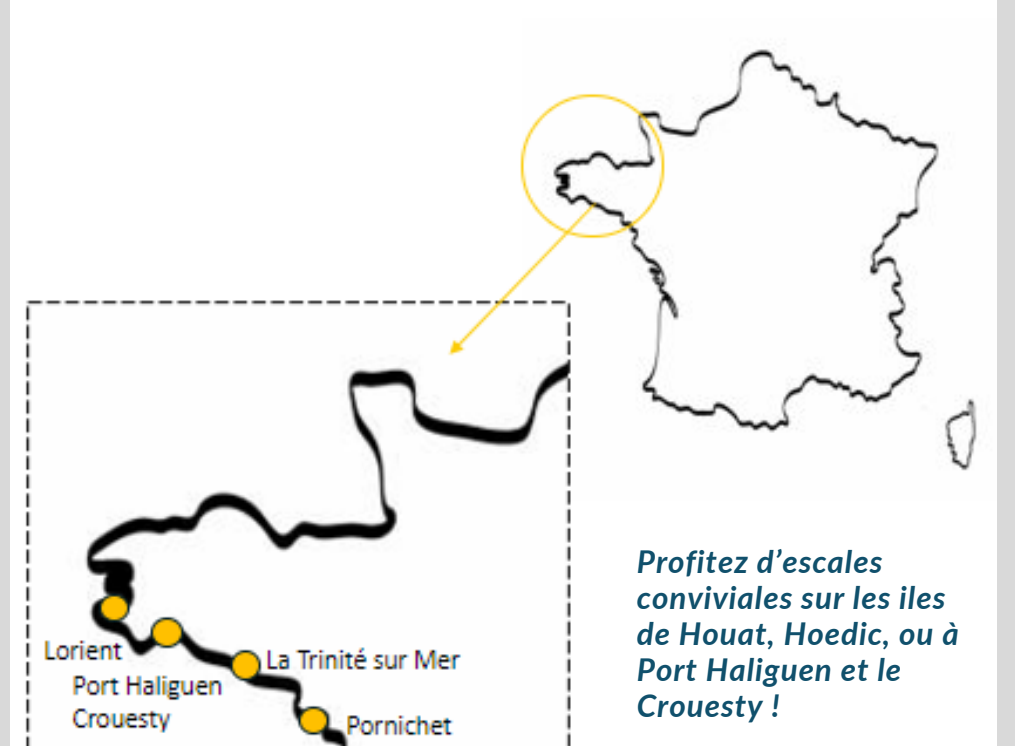 Profitez d'escales
conviviales sur les iles
de Houat, Hoedic, ou à
Port Haliguen et le
Crouesty !
Lorient
La Trinité sur Mer
Port Haliguen
Crouesty
Pornichet